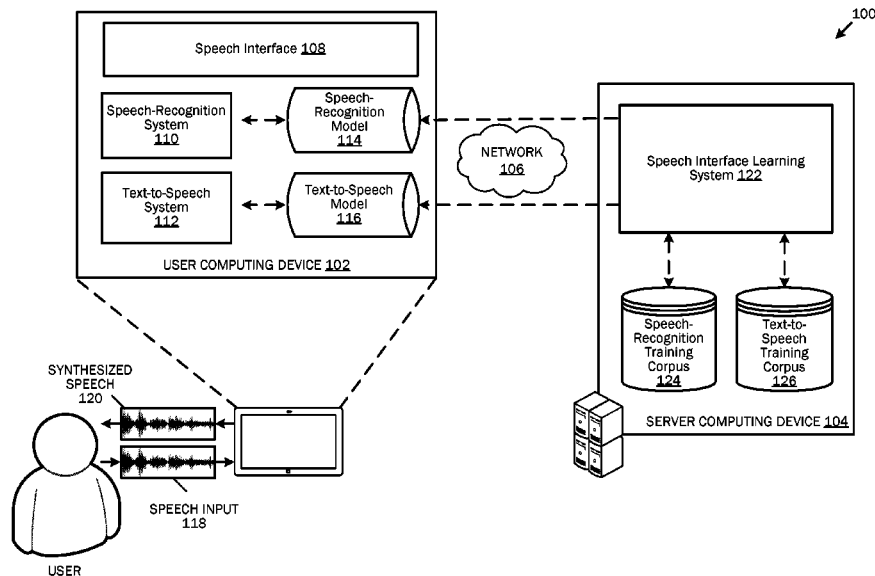 100
Speech Interface 108
Speech-Recognition
System
110
Speech-
Recognition
Model
114
Text-to-Speech
System
112
Text-to-Speech
Model
116
USER COMPUTING DEVICE 102
NETWORK
106
Speech Interface Learning
System 122
Speech-
Recognition
Training
Corpus
124
Text-to-
Speech
Training
Corpus
126
SERVER COMPUTING DEVICE 104
SYNTHESIZED
SPEECH
120
SPEECH INPUT
118
USER